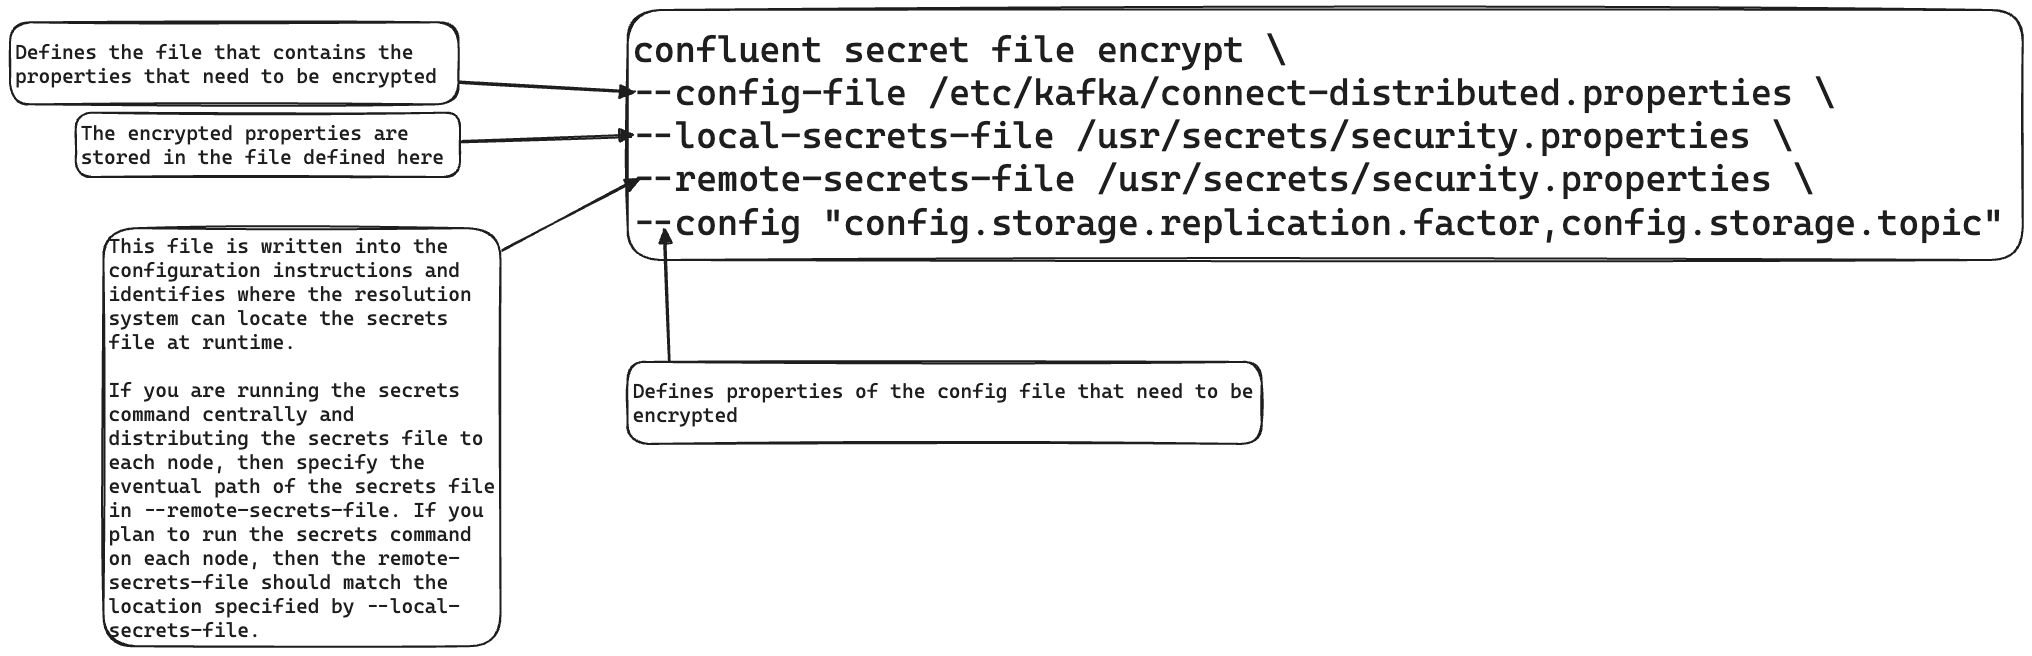 Defines the file that contains the
properties that need to be encrypted
The encrypted properties are
stored in the file defined here
This file is written into the
configuration instructions and
identifies where the resolution
system can locate the secrets
file at runtime.
If you are running the secrets
command centrally and
distributing the secrets file to
each node, then specify the
eventual path of the secrets file
in --remote-secrets-file. If you
plan to run the secrets command
on each node, then the remote-
secrets-file should match the
location specified by --local-
secrets-file.
confluent secret file encrypt \
--config-file /etc/kafka/connect-distributed.properties \
--local-secrets-file /usr/secrets/security.properties \
--remote-secrets-file /usr/secrets/security.properties \
--config "config.storage.replication.factor,config.storage.topic"
Defines properties of the config file that need to be
encrypted